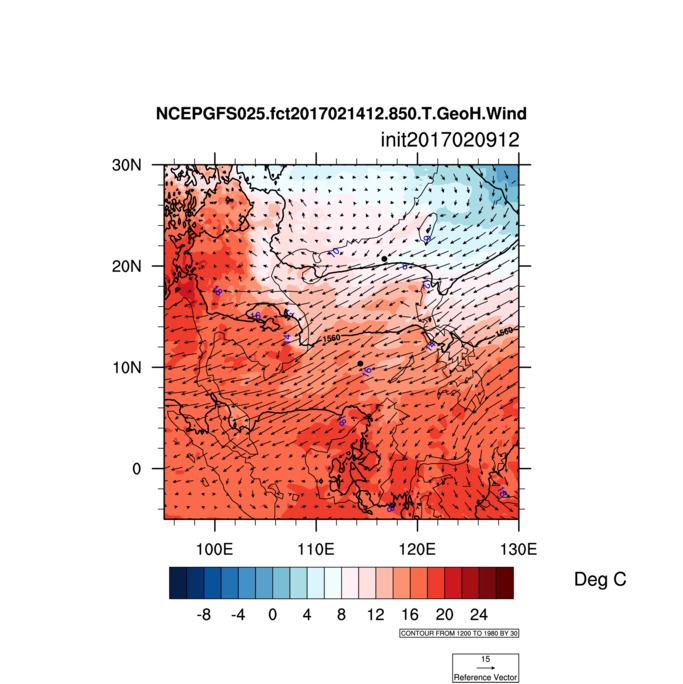 NCEPGFS025.fct2017021412.850.T.GeoH.Wind
init2017020912
30N
20N
10N
0
1560
1560
100E 110E 120E 130E
-8 -4 0 4 8 12 16 20 24
Deg C
CONTOUR FROM 1200 TO 1980 BY 30
15
Reference Vector